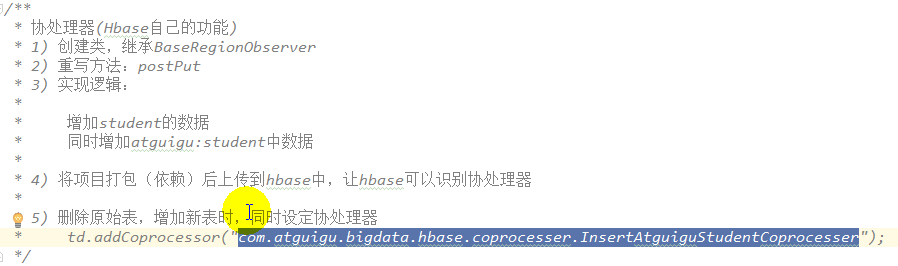 /**
* 协处理器(Hbase自己的功能)
* 1) 创建类，继承BaseRegionObserver
* 2) 重写方法：postPut
* 3) 实现逻辑：
*
* 增加student的数据
* 同时增加atguigu:student中数据
*
* 4) 将项目打包（依赖）后上传到hbase中，让hbase可以识别协处理器
*
* 5) 删除原始表，增加新表时，同时设定协处理器
* td.addCoprocessor("com.atguigu.bigdata.hbase.coprocesser.InsertAtguiguStudentCoprocesser");
*/